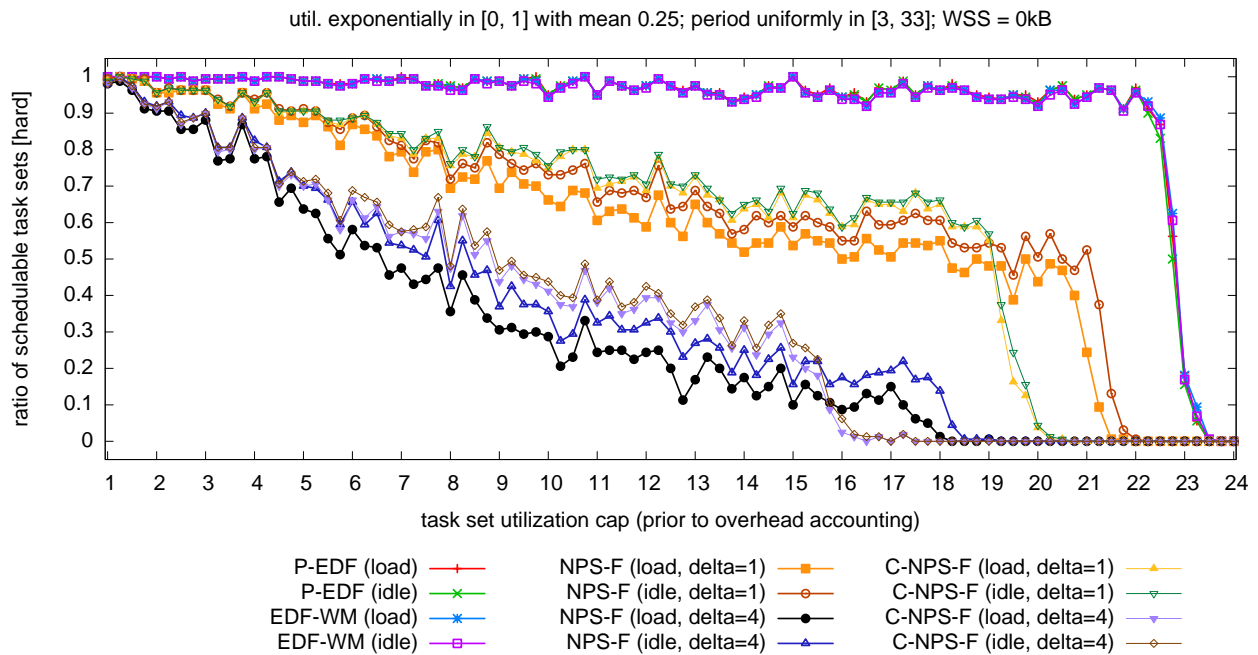 util. exponentially in [0, 1] with mean 0.25; period uniformly in [3, 33]; WSS = 0kB
ratio of schedulable task sets [hard]
1
0.9
0.8
0.7
0.6
0.5
0.4
0.3
0.2
0.1
0
1 2 3 4 5 6 7 8 9 10 11 12 13 14 15 16 17 18 19 20 21 22 23 24
task set utilization cap (prior to overhead accounting)
P-EDF (load)
P-EDF (idle)
EDF-WM (load)
EDF-WM (idle)
NPS-F (load, delta=1)
NPS-F (idle, delta=1)
NPS-F (load, delta=4)
NPS-F (idle, delta=4)
C-NPS-F (load, delta=1)
C-NPS-F (idle, delta=1)
C-NPS-F (load, delta=4)
C-NPS-F (idle, delta=4)